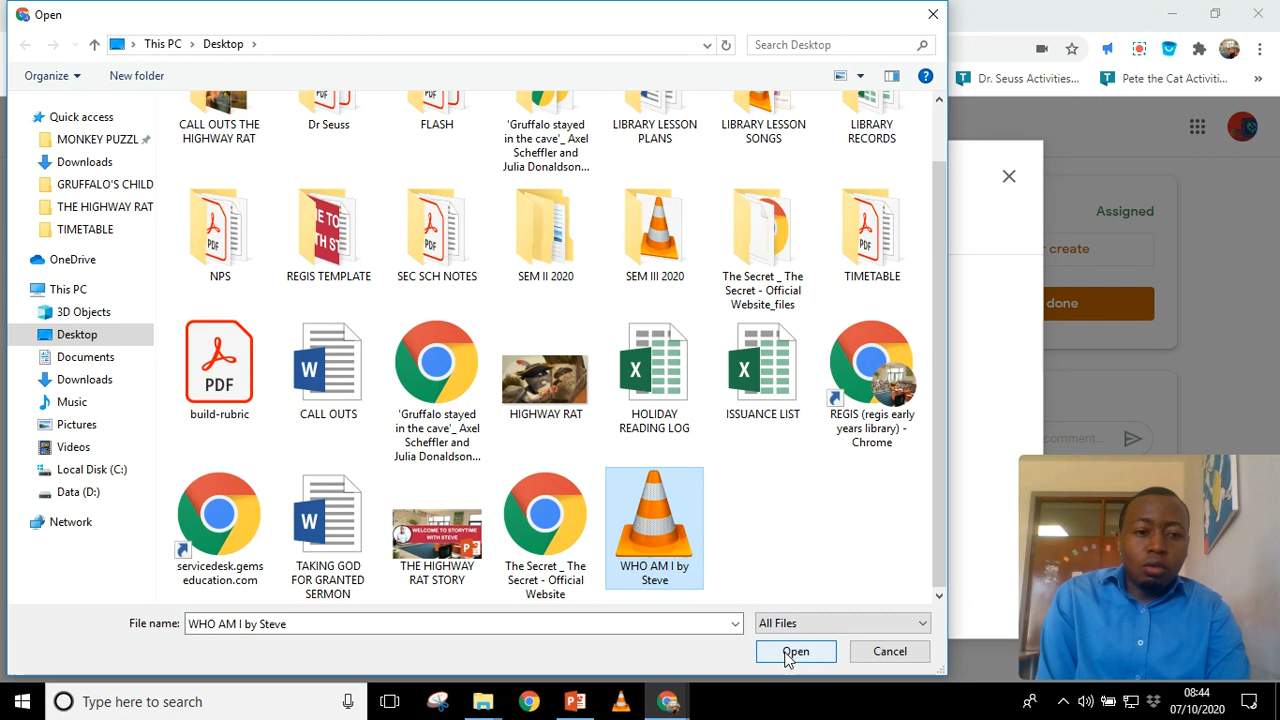 Open
This PC
Desktop
Search Desktop
Organize
New folder
Dr. Seuss Activities...
Pete the Cat Activiti...
Quick access
MONKEY PUZZL
Downloads
GRUFFALO'S CHILD
THE HIGHWAY RAT
TIMETABLE
OneDrive
This PC
3D Objects
Desktop
Documents
Downloads
Music
Pictures
Videos
Local Disk (C:)
Data (D:)
Network
CALL OUTS THE
HIGHWAY RAT
Dr Seuss
FLASH
'Gruffalo stayed
in the cave'_ Axel
Scheffler and
Julia Donaldson...
LIBRARY LESSON
PLANS
LIBRARY LESSON
SONGS
LIBRARY
RECORDS
NPS
REGIS TEMPLATE
SEC SCH NOTES
SEM II 2020
SEM III 2020
The Secret _ The
Secret - Official
Website_files
TIMETABLE
PDF
build-rubric
CALL OUTS
'Gruffalo stayed
in the cave'_ Axel
Scheffler and
Julia Donaldson...
HIGHWAY RAT
HOLIDAY
READING LOG
ISSUANCE LIST
REGIS (regis early
years library) -
Chrome
servicedesk.gems
education.com
TAKING GOD
FOR GRANTED
SERMON
WELCOME TO STORYTIME
WITH STEVE
THE HIGHWAY
RAT STORY
The Secret _ The
Secret - Official
Website
WHO AM I by
Steve
File name:
WHO AM I by Steve
All Files
Open
Cancel
Assigned
r create
done
comment...
Type here to search
08:44
07/10/2020